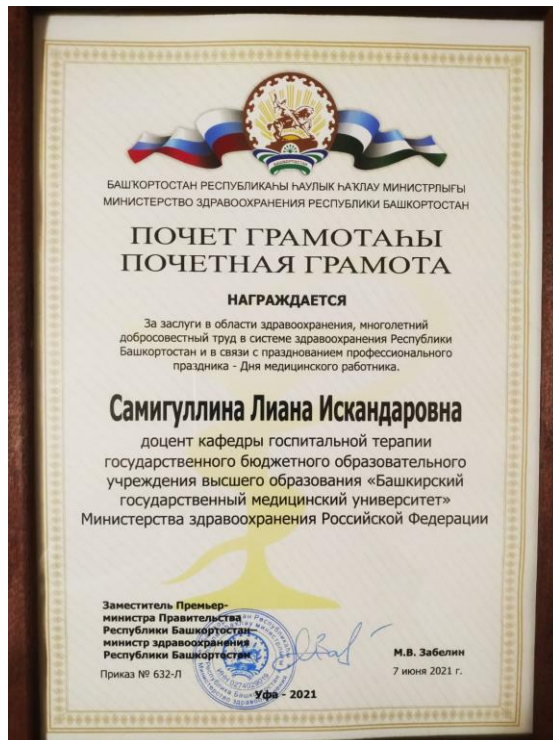 БАШҠОРТОСТАН РЕСПУБЛИКАҺЫ ҺАУЛЫҠ ҺАҠЛАУ МИНИСТРЛЫҒЫ
МИНИСТЕРСТВО ЗДРАВООХРАНЕНИЯ РЕСПУБЛИКИ БАШКОРТОСТАН
ПОЧЕТ ГРАМОТАҺЫ
ПОЧЕТНАЯ ГРАМОТА
НАГРАЖДАЕТСЯ
За заслуги в области здравоохранения, многолетний
добросовестный труд в системе здравоохранения Республики
Башкортостан и в связи с празднованием профессионального
праздника - Дня медицинского работника.
Самигуллина Лиана Искандаровна
доцент кафедры госпитальной терапии
государственного бюджетного образовательного
учреждения высшего образования «Башкирский
государственный медицинский университет»
Министерства здравоохранения Российской Федерации
Заместитель Премьер-
министра Правительства
Республики Башкортостан
министр здравоохранения
Республики Башкортостан
М.В. Забелин
Приказ № 632-Л
7 июня 2021 г.
Уфа - 2021